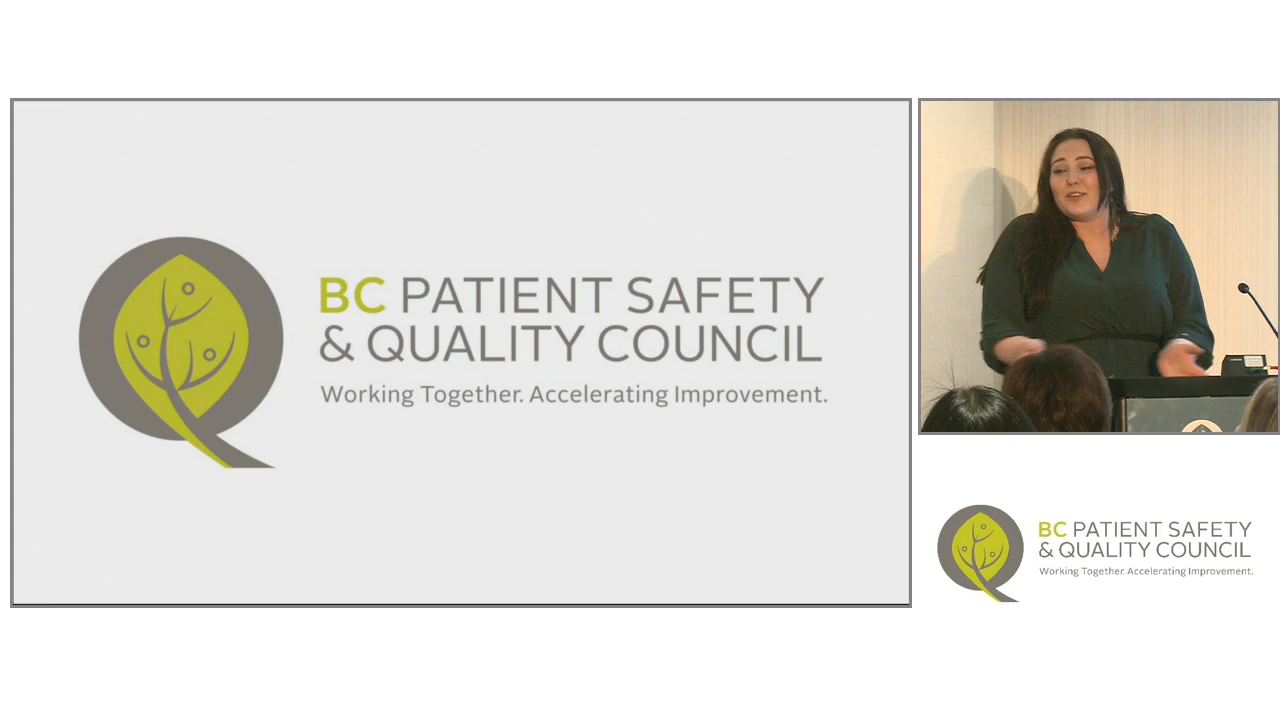 BC PATIENT SAFETY
& QUALITY COUNCIL
Working Together. Accelerating Improvement.
BC PATIENT SAFETY
& QUALITY COUNCIL
Working Together. Accelerating Improvement.